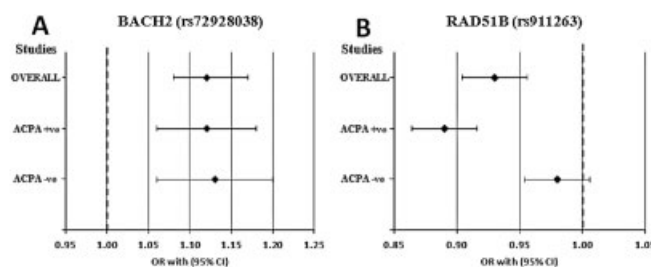 A BACH2 (rs72928038)
Studies
OVERALL
ACPA +ve
ACPA -ve
0.95 1.00 1.05 1.10 1.15 1.20 1.25
OR with (95% CI)
B RAD51B (rs911263)
Studies
OVERALL
ACPA +ve
ACPA -ve
0.85 0.90 0.95 1.00 1.05
OR with (95% CI)